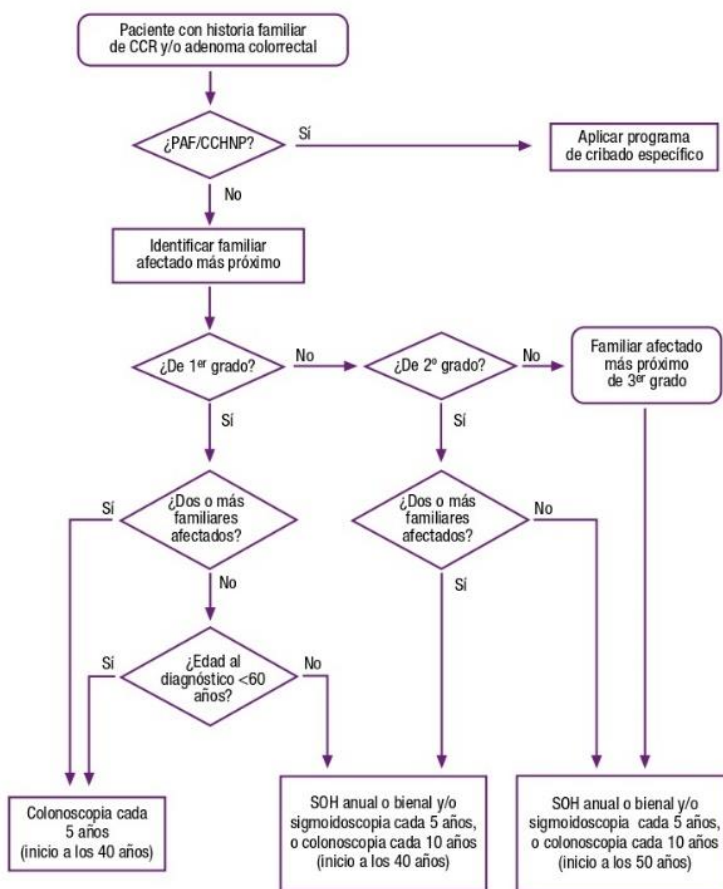 Paciente con historia familiar
de CCR y/o adenoma colorrectal
¿PAF/CCHNP?
Sí
Aplicar programa
de cribado específico
No
Identificar familiar
afectado más próximo
¿De 1er grado?
No
¿De 2º grado?
No
Familiar afectado
más próximo
de 3er grado
Sí
Sí
Sí
¿Dos o más
familiares
afectados?
¿Dos o más
familiares
afectados?
No
No
Sí
Sí
¿Edad al
diagnóstico <60
años?
No
Colonoscopia cada
5 años
(inicio a los 40 años)
SOH anual o bienal y/o
sigmoidoscopia cada 5 años,
o colonoscopia cada 10 años
(inicio a los 40 años)
SOH anual o bienal y/o
sigmoidoscopia cada 5 años,
o colonoscopia cada 10 años
(inicio a los 50 años)